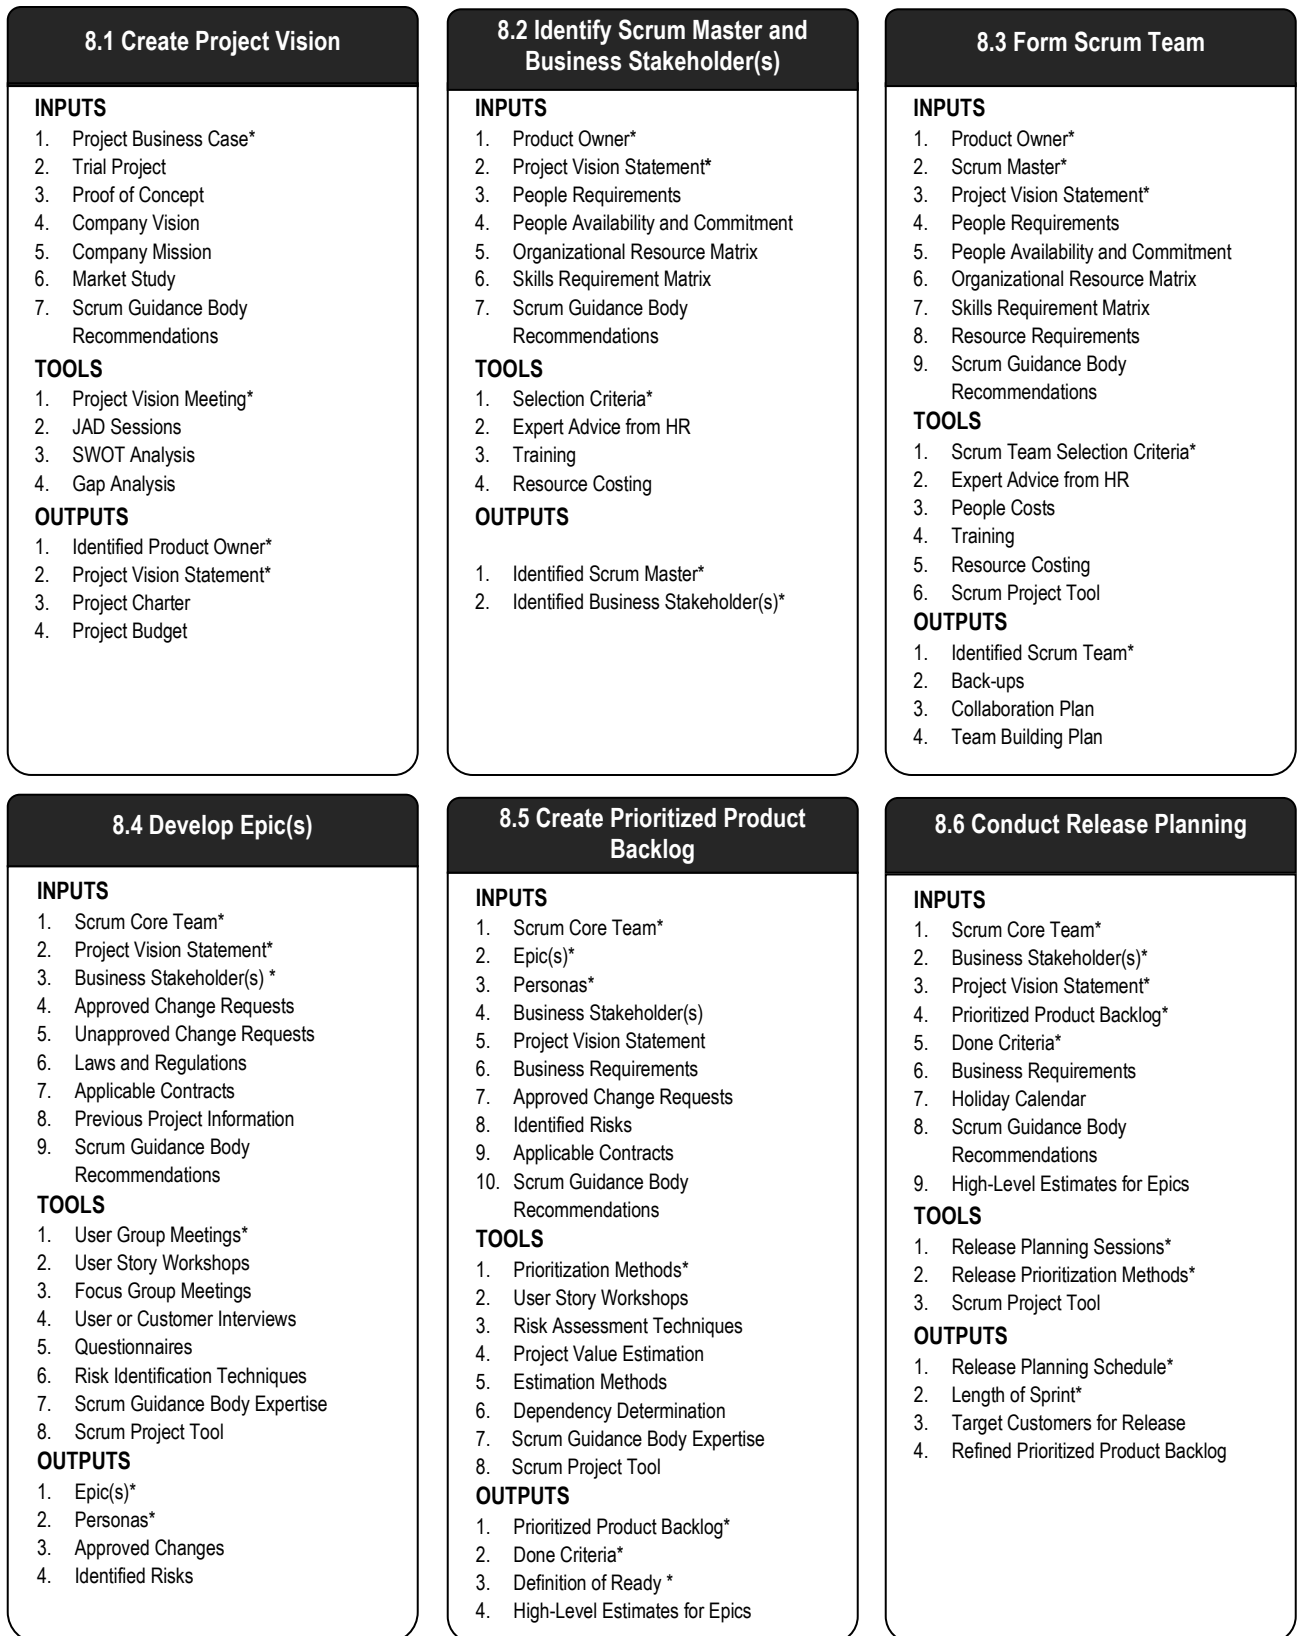 8.1 Create Project Vision
INPUTS
1. Project Business Case*
2. Trial Project
3. Proof of Concept
4. Company Vision
5. Company Mission
6. Market Study
7. Scrum Guidance Body
Recommendations
TOOLS
1. Project Vision Meeting*
2. JAD Sessions
3. SWOT Analysis
4. Gap Analysis
OUTPUTS
1. Identified Product Owner*
2. Project Vision Statement*
3. Project Charter
4. Project Budget
8.2 Identify Scrum Master and
Business Stakeholder(s)
INPUTS
1. Product Owner*
2. Project Vision Statement*
3. People Requirements
4. People Availability and Commitment
5. Organizational Resource Matrix
6. Skills Requirement Matrix
7. Scrum Guidance Body
Recommendations
TOOLS
1. Selection Criteria*
2. Expert Advice from HR
3. Training
4. Resource Costing
OUTPUTS
1. Identified Scrum Master*
2. Identified Business Stakeholder(s)*
8.3 Form Scrum Team
INPUTS
1. Product Owner*
2. Scrum Master*
3. Project Vision Statement*
4. People Requirements
5. People Availability and Commitment
6. Organizational Resource Matrix
7. Skills Requirement Matrix
8. Resource Requirements
9. Scrum Guidance Body
Recommendations
TOOLS
1. Scrum Team Selection Criteria*
2. Expert Advice from HR
3. People Costs
4. Training
5. Resource Costing
6. Scrum Project Tool
OUTPUTS
1. Identified Scrum Team*
2. Back-ups
3. Collaboration Plan
4. Team Building Plan
8.4 Develop Epic(s)
INPUTS
1. Scrum Core Team*
2. Project Vision Statement*
3. Business Stakeholder(s) *
4. Approved Change Requests
5. Unapproved Change Requests
6. Laws and Regulations
7. Applicable Contracts
8. Previous Project Information
9. Scrum Guidance Body
Recommendations
TOOLS
1. User Group Meetings*
2. User Story Workshops
3. Focus Group Meetings
4. User or Customer Interviews
5. Questionnaires
6. Risk Identification Techniques
7. Scrum Guidance Body Expertise
8. Scrum Project Tool
OUTPUTS
1. Epic(s)*
2. Personas*
3. Approved Changes
4. Identified Risks
8.5 Create Prioritized Product
Backlog
INPUTS
1. Scrum Core Team*
2. Epic(s)*
3. Personas*
4. Business Stakeholder(s)
5. Project Vision Statement
6. Business Requirements
7. Approved Change Requests
8. Identified Risks
9. Applicable Contracts
10. Scrum Guidance Body
Recommendations
TOOLS
1. Prioritization Methods*
2. User Story Workshops
3. Risk Assessment Techniques
4. Project Value Estimation
5. Estimation Methods
6. Dependency Determination
7. Scrum Guidance Body Expertise
8. Scrum Project Tool
OUTPUTS
1. Prioritized Product Backlog*
2. Done Criteria*
3. Definition of Ready *
4. High-Level Estimates for Epics
8.6 Conduct Release Planning
INPUTS
1. Scrum Core Team*
2. Business Stakeholder(s)*
3. Project Vision Statement*
4. Prioritized Product Backlog*
5. Done Criteria*
6. Business Requirements
7. Holiday Calendar
8. Scrum Guidance Body
Recommendations
9. High-Level Estimates for Epics
TOOLS
1. Release Planning Sessions*
2. Release Prioritization Methods*
3. Scrum Project Tool
OUTPUTS
1. Release Planning Schedule*
2. Length of Sprint*
3. Target Customers for Release
4. Refined Prioritized Product Backlog